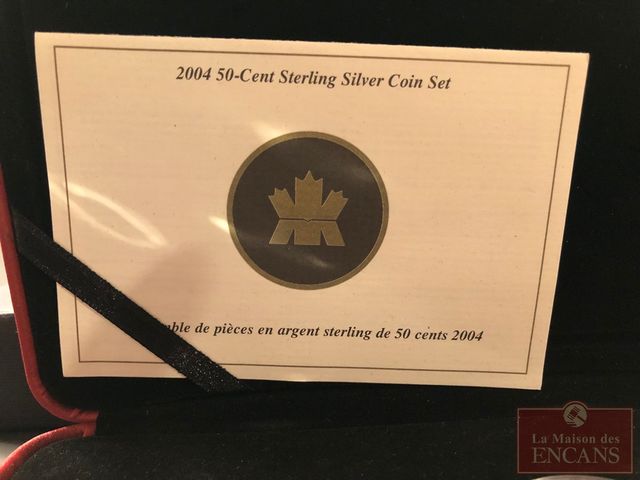 2004 50-Cent Sterling Silver Coin Set
de pièces en argent sterling de 50 cents 2004
La Maison des
ENCANS